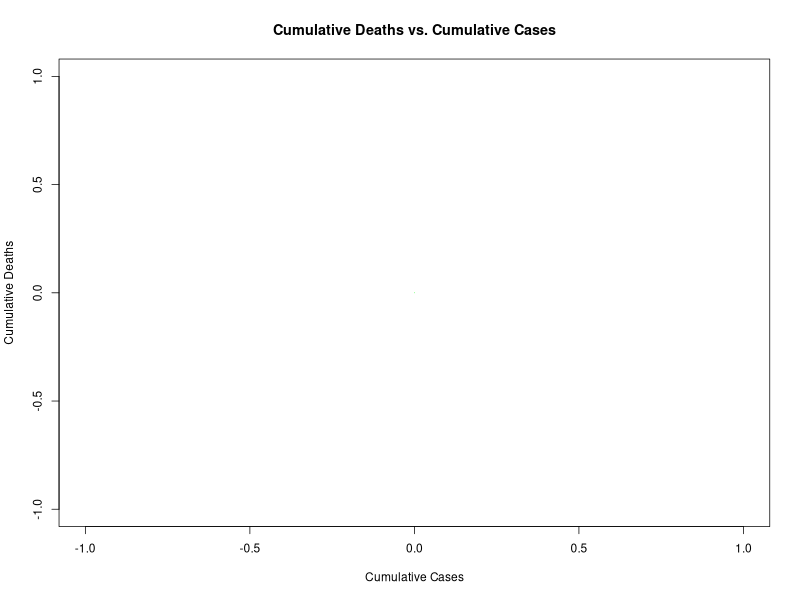 Cumulative Deaths vs. Cumulative Cases
1.0
0.5
0.0
-0.5
-1.0
Cumulative Deaths
-1.0 -0.5 0.0 0.5 1.0
Cumulative Cases